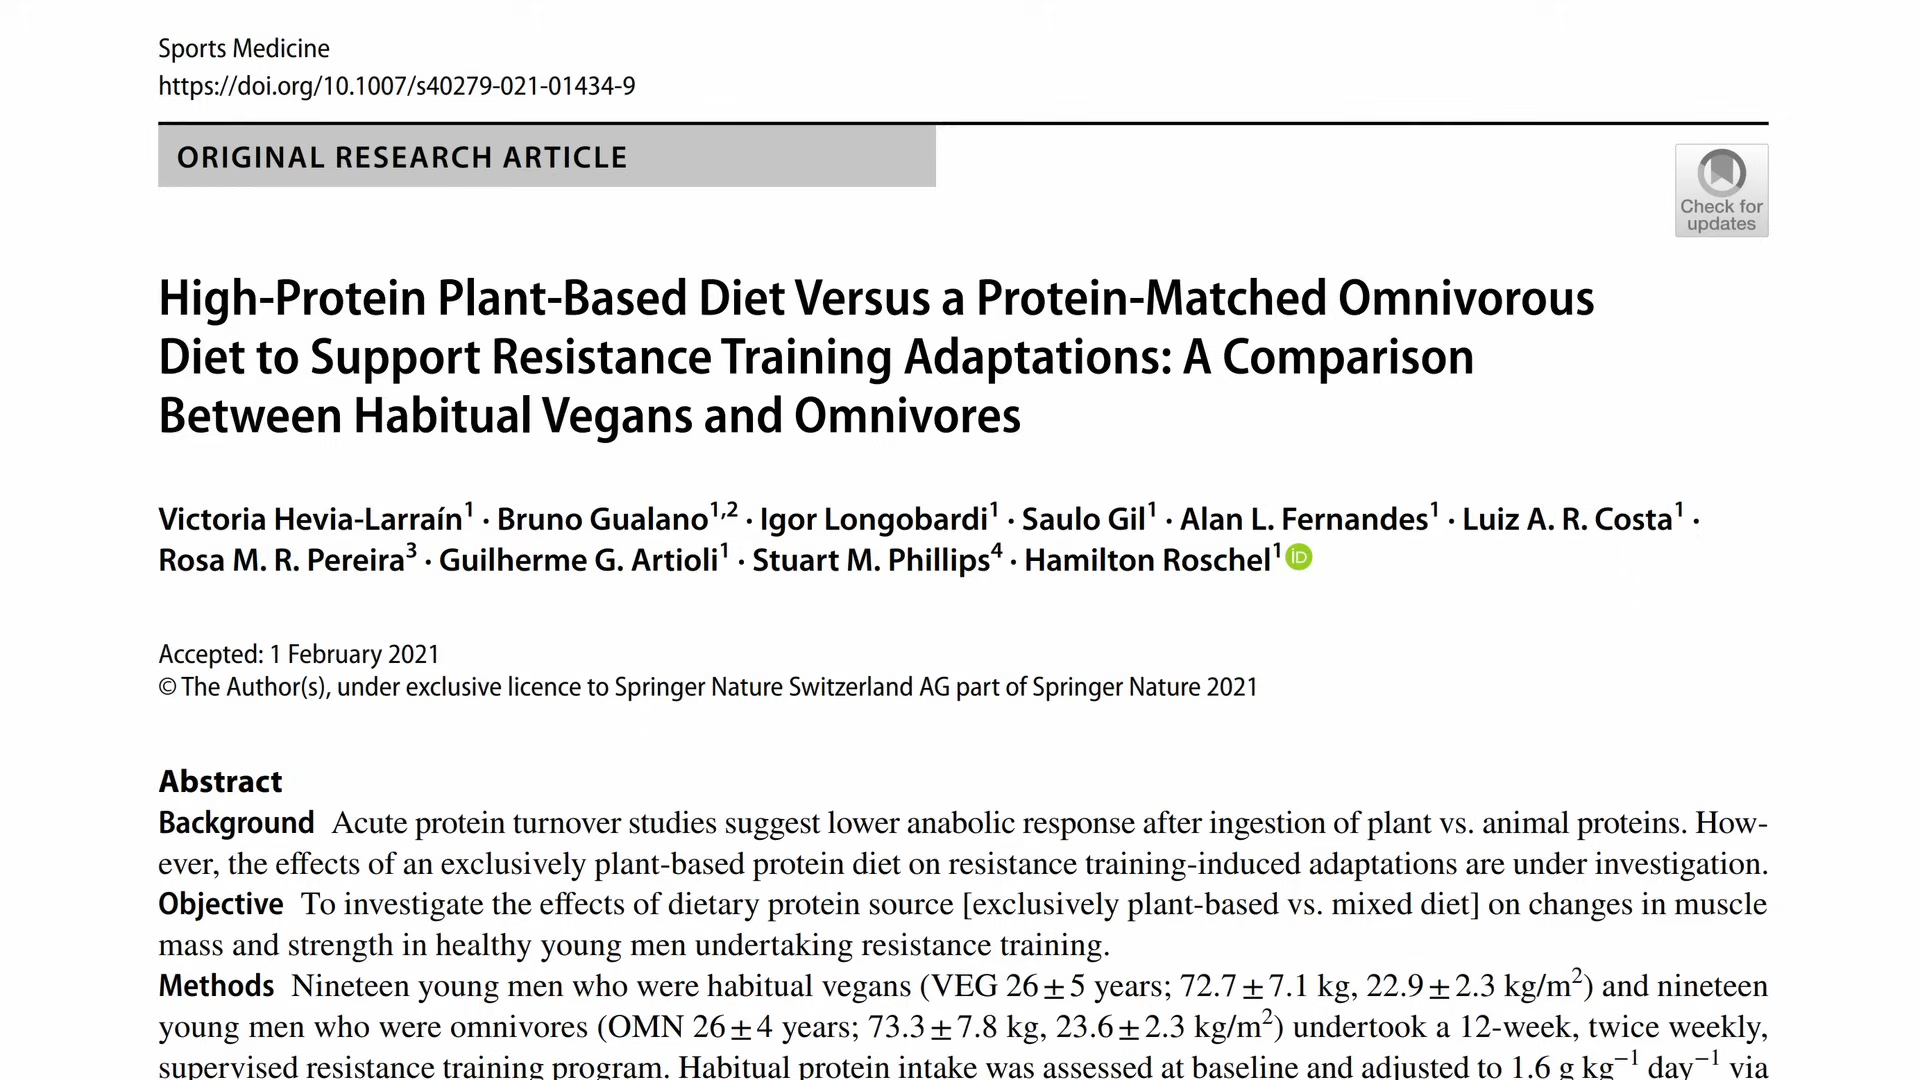 Sports Medicine
https://doi.org/10.1007/s40279-021-01434-9
ORIGINAL RESEARCH ARTICLE
Check for
updates
High-Protein Plant-Based Diet Versus a Protein-Matched Omnivorous
Diet to Support Resistance Training Adaptations: A Comparison
Between Habitual Vegans and Omnivores
Victoria Hevia-Larraín¹ · Bruno Gualano¹,² · Igor Longobardi¹ · Saulo Gil¹ · Alan L. Fernandes¹ · Luiz A. R. Costa¹ ·
Rosa M. R. Pereira³ · Guilherme G. Artioli¹ · Stuart M. Phillips⁴ · Hamilton Roschel¹ iD
Accepted: 1 February 2021
© The Author(s), under exclusive licence to Springer Nature Switzerland AG part of Springer Nature 2021
Abstract
Background Acute protein turnover studies suggest lower anabolic response after ingestion of plant vs. animal proteins. How-
ever, the effects of an exclusively plant-based protein diet on resistance training-induced adaptations are under investigation.
Objective To investigate the effects of dietary protein source [exclusively plant-based vs. mixed diet] on changes in muscle
mass and strength in healthy young men undertaking resistance training.
Methods Nineteen young men who were habitual vegans (VEG 26 ± 5 years; 72.7 ± 7.1 kg, 22.9 ± 2.3 kg/m²) and nineteen
young men who were omnivores (OMN 26 ± 4 years; 73.3 ± 7.8 kg, 23.6 ± 2.3 kg/m²) undertook a 12-week, twice weekly,
supervised resistance training program. Habitual protein intake was assessed at baseline and adjusted to 1.6 g kg⁻¹ day⁻¹ via